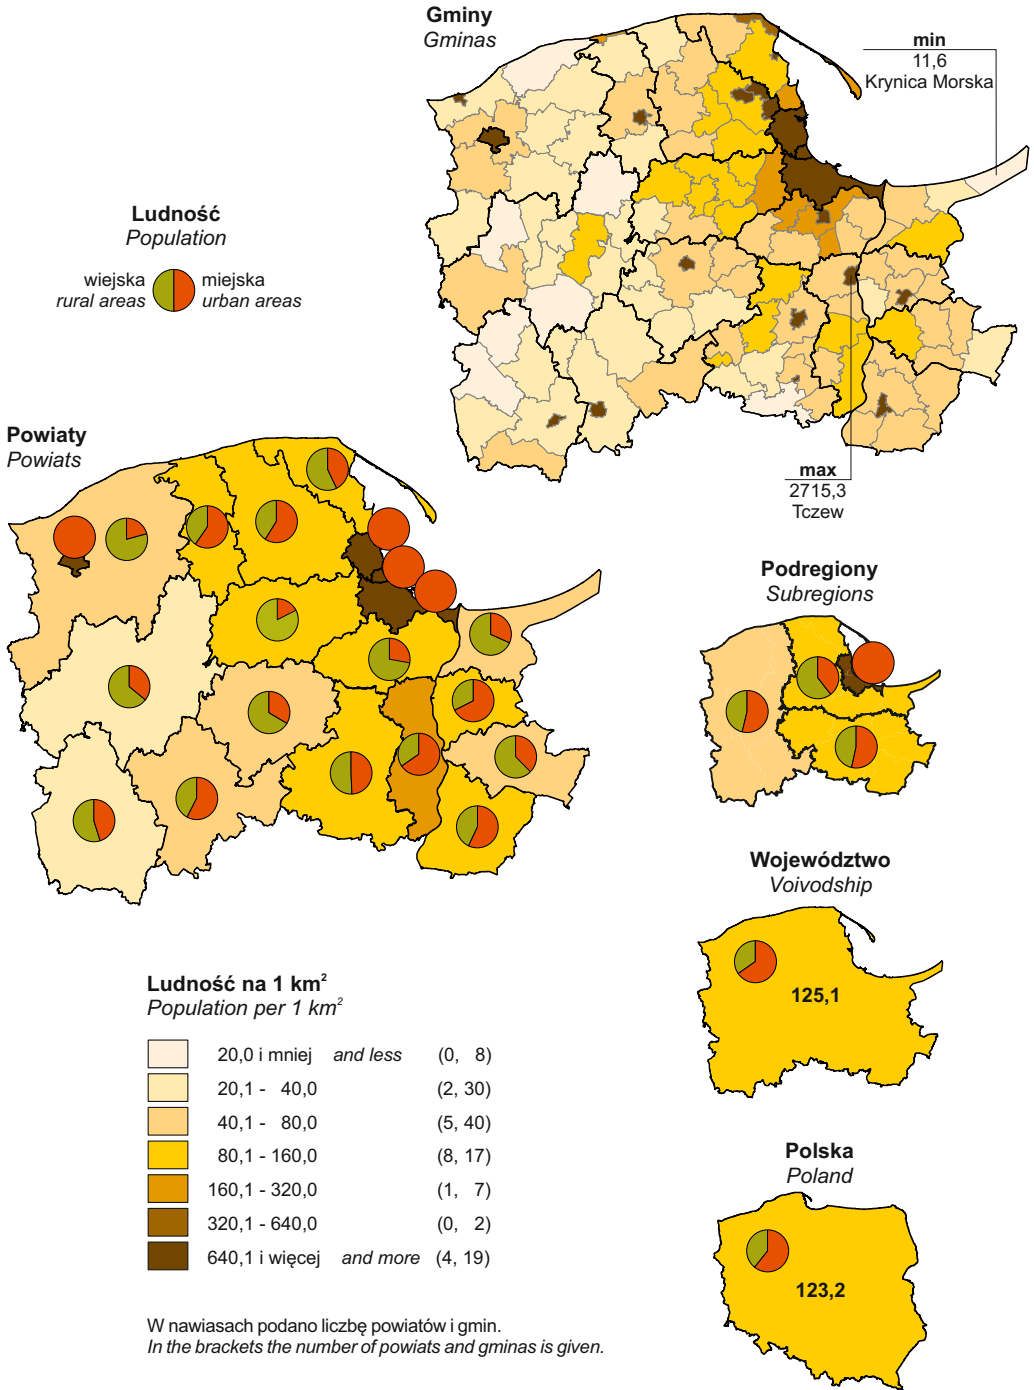 Gminy
Gminas
min
11,6
Krynica Morska
Ludność
Population
wiejska
rural areas
miejska
urban areas
Powiaty
Powiats
max
2715,3
Tczew
Podregiony
Subregions
Województwo
Voivodship
125,1
Ludność na 1 km²
Population per 1 km²
20,0 i mniej and less (0, 8)
20,1 - 40,0 (2, 30)
40,1 - 80,0 (5, 40)
80,1 - 160,0 (8, 17)
160,1 - 320,0 (1, 7)
320,1 - 640,0 (0, 2)
640,1 i więcej and more (4, 19)
Polska
Poland
123,2
W nawiasach podano liczbę powiatów i gmin.
In the brackets the number of powiats and gminas is given.